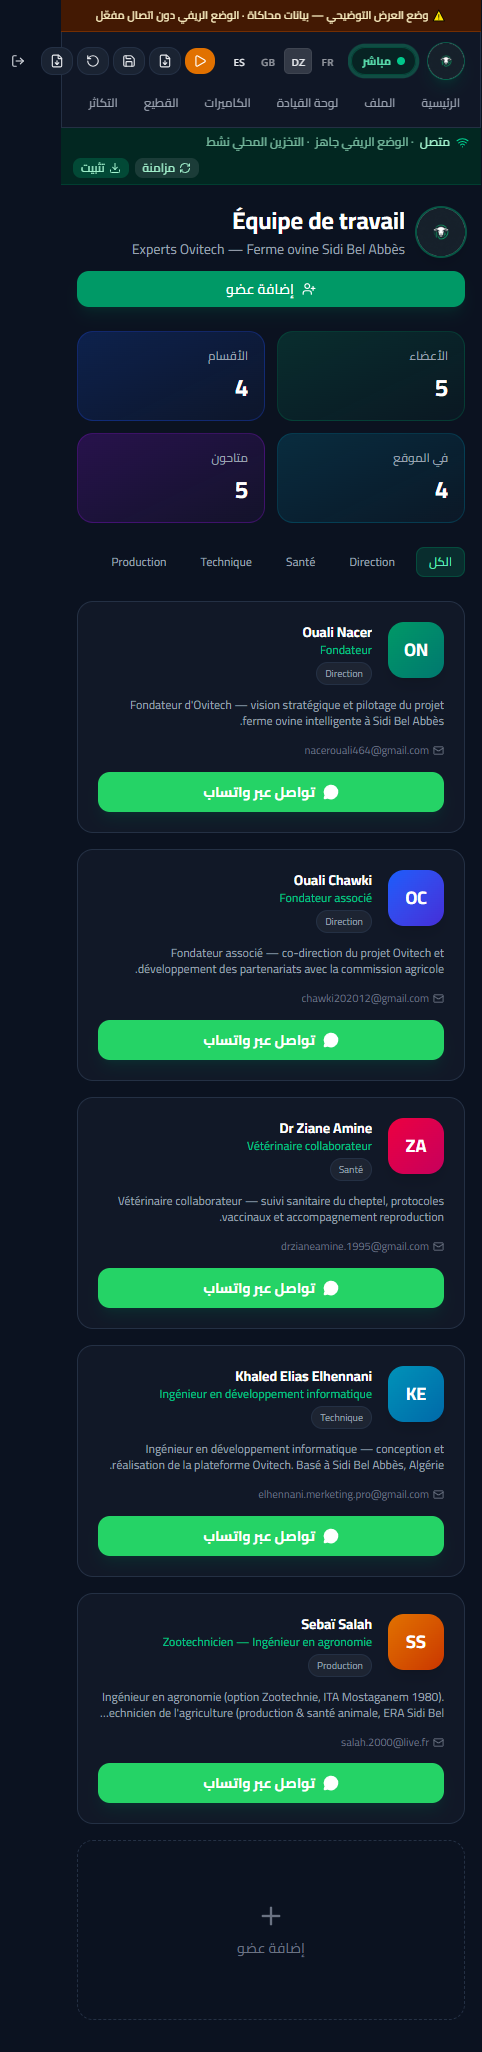 ⚠️ وضع العرض التوضيحي — بيانات محاكاة · الوضع الريفي دون اتصال مفعّل
مباشر
FR DZ GB ES
الرئيسية الملف لوحة القيادة الكاميرات القطيع التكاثر
متصل · الوضع الريفي جاهز · التخزين المحلي نشط
مزامنة تثبيت
Équipe de travail
Experts Ovitech — Ferme ovine Sidi Bel Abbès
إضافة عضو
الأعضاء
5
الأقسام
4
في الموقع
4
متاحون
5
الكل Direction Santé Technique Production
ON
Ouali Nacer
Fondateur
Direction
Fondateur d'Ovitech — vision stratégique et pilotage du projet
ferme ovine intelligente à Sidi Bel Abbès.
nacerouali464@gmail.com
تواصل عبر واتساب
OC
Ouali Chawki
Fondateur associé
Direction
Fondateur associé — co-direction du projet Ovitech et
développement des partenariats avec la commission agricole.
chawki202012@gmail.com
تواصل عبر واتساب
ZA
Dr Ziane Amine
Vétérinaire collaborateur
Santé
Vétérinaire collaborateur — suivi sanitaire du cheptel, protocoles
vaccinaux et accompagnement reproduction.
drzianeamine.1995@gmail.com
تواصل عبر واتساب
KE
Khaled Elias Elhennani
Ingénieur en développement informatique
Technique
Ingénieur en développement informatique — conception et
réalisation de la plateforme Ovitech. Basé à Sidi Bel Abbès, Algérie.
elhennani.merketing.pro@gmail.com
تواصل عبر واتساب
SS
Sebaï Salah
Zootechnicien — Ingénieur en agronomie
Production
Ingénieur en agronomie (option Zootechnie, ITA Mostaganem 1980).
...echnicien de l'agriculture (production & santé animale, ERA Sidi Bel
salah.2000@live.fr
تواصل عبر واتساب
إضافة عضو